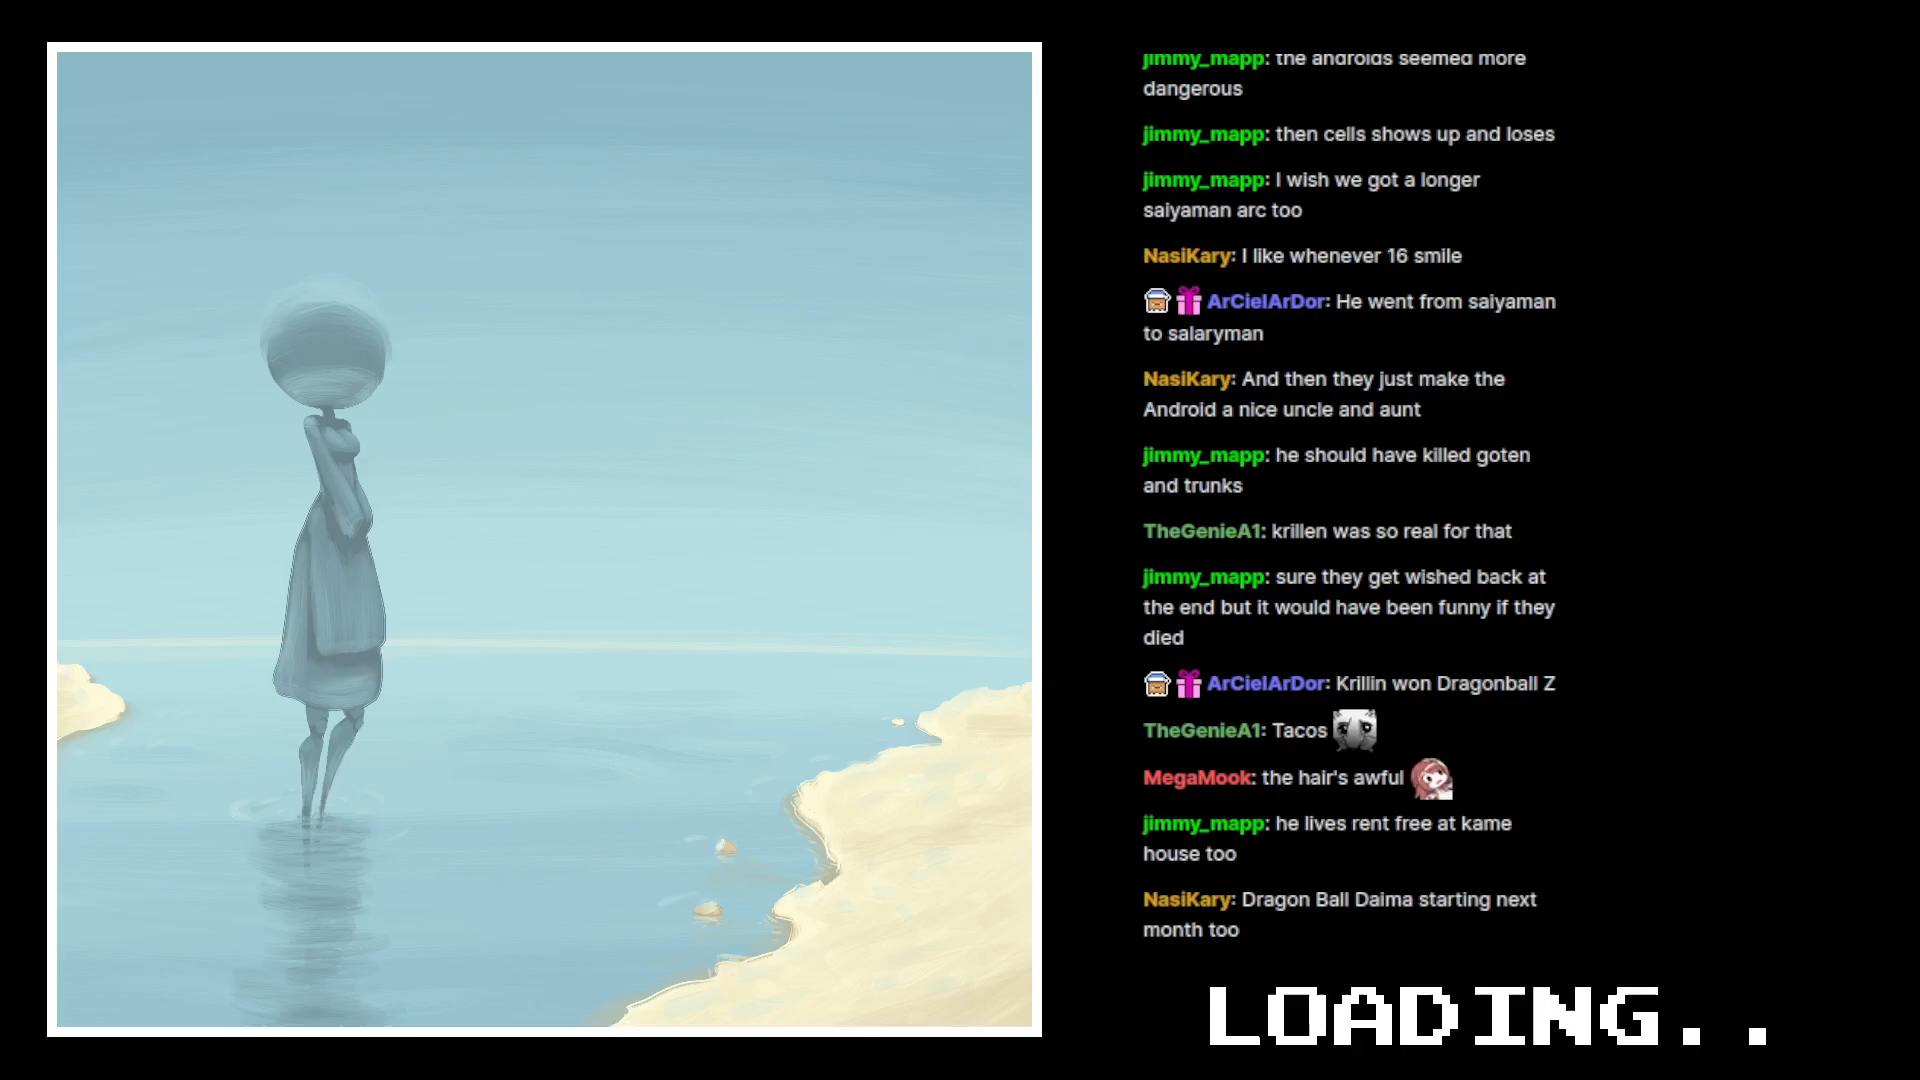 jimmy_mapp: the androids seemed more
dangerous
jimmy_mapp: then cells shows up and loses
jimmy_mapp: I wish we got a longer
saiyaman arc too
NasiKary: I like whenever 16 smile
ArCielArDor: He went from saiyaman
to salaryman
NasiKary: And then they just make the
Android a nice uncle and aunt
jimmy_mapp: he should have killed goten
and trunks
TheGenieA1: krillen was so real for that
jimmy_mapp: sure they get wished back at
the end but it would have been funny if they
died
ArCielArDor: Krillin won Dragonball Z
TheGenieA1: Tacos
MegaMook: the hair's awful
jimmy_mapp: he lives rent free at kame
house too
NasiKary: Dragon Ball Daima starting next
month too
LOADING..